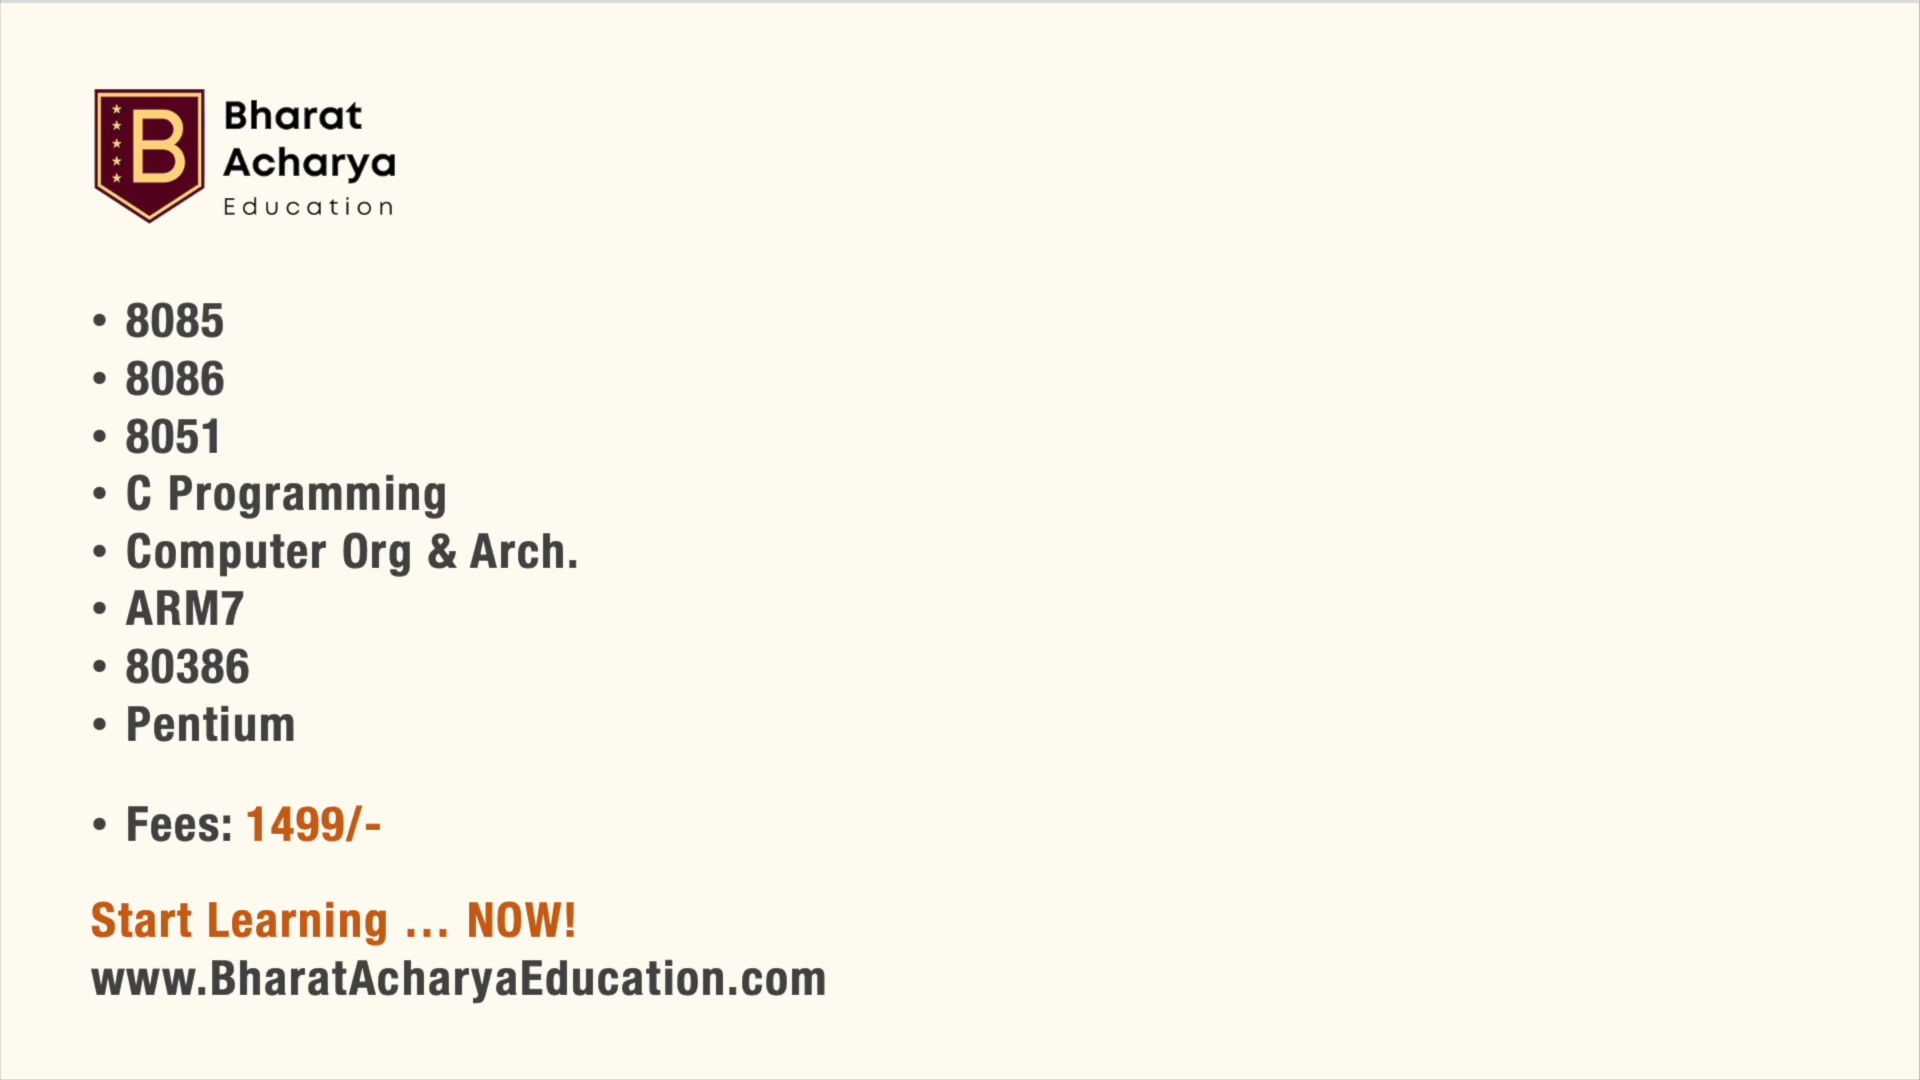 B
Bharat
Acharya
Education
• 8085
• 8086
• 8051
• C Programming
• Computer Org & Arch.
• ARM7
• 80386
• Pentium
• Fees: 1499/-
Start Learning ... NOW!
www.BharatAcharyaEducation.com